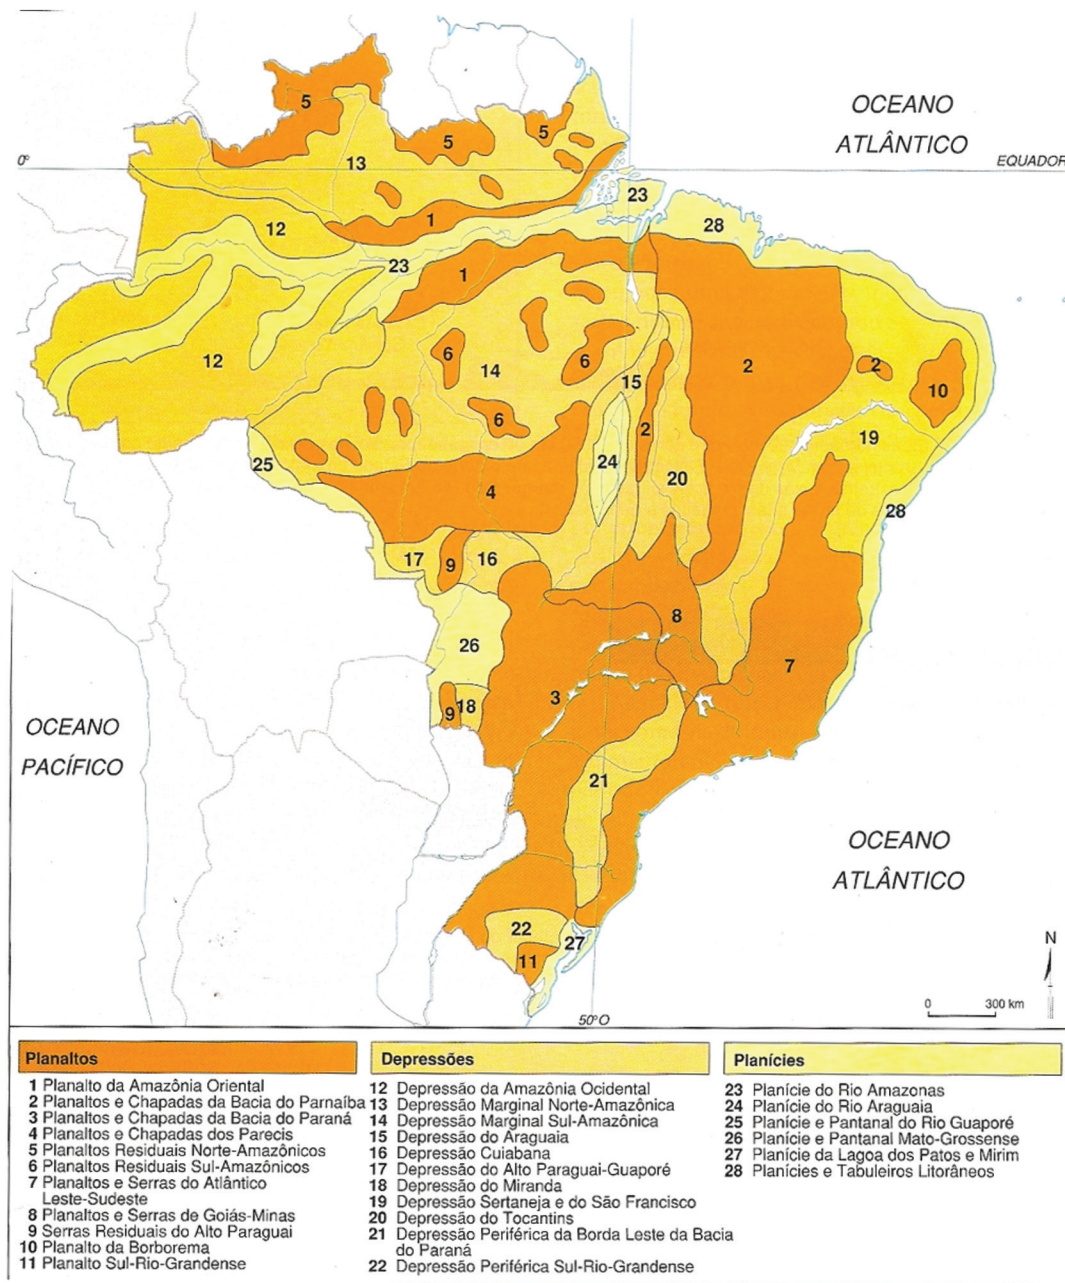 OCEANO
ATLÂNTICO
0°
EQUADOR
5
5
5
13
23
1
28
12
23
1
12
6
14
6
15
2
2
10
6
2
19
25
24
4
20
28
17
9
16
8
26
7
3
9
18
OCEANO
PACÍFICO
21
OCEANO
ATLÂNTICO
22
27
11
N
0 300 km
50°O
Planaltos
1 Planalto da Amazônia Oriental
2 Planaltos e Chapadas da Bacia do Parnaíba
3 Planaltos e Chapadas da Bacia do Paraná
4 Planaltos e Chapadas dos Parecis
5 Planaltos Residuais Norte-Amazônicos
6 Planaltos Residuais Sul-Amazônicos
7 Planaltos e Serras do Atlântico
Leste-Sudeste
8 Planaltos e Serras de Goiás-Minas
9 Serras Residuais do Alto Paraguai
10 Planalto da Borborema
11 Planalto Sul-Rio-Grandense
Depressões
12 Depressão da Amazônia Ocidental
13 Depressão Marginal Norte-Amazônica
14 Depressão Marginal Sul-Amazônica
15 Depressão do Araguaia
16 Depressão Cuiabana
17 Depressão do Alto Paraguai-Guaporé
18 Depressão do Miranda
19 Depressão Sertaneja e do São Francisco
20 Depressão do Tocantins
21 Depressão Periférica da Borda Leste da Bacia
do Paraná
22 Depressão Periférica Sul-Rio-Grandense
Planícies
23 Planície do Rio Amazonas
24 Planície do Rio Araguaia
25 Planície e Pantanal do Rio Guaporé
26 Planície e Pantanal Mato-Grossense
27 Planície da Lagoa dos Patos e Mirim
28 Planícies e Tabuleiros Litorâneos